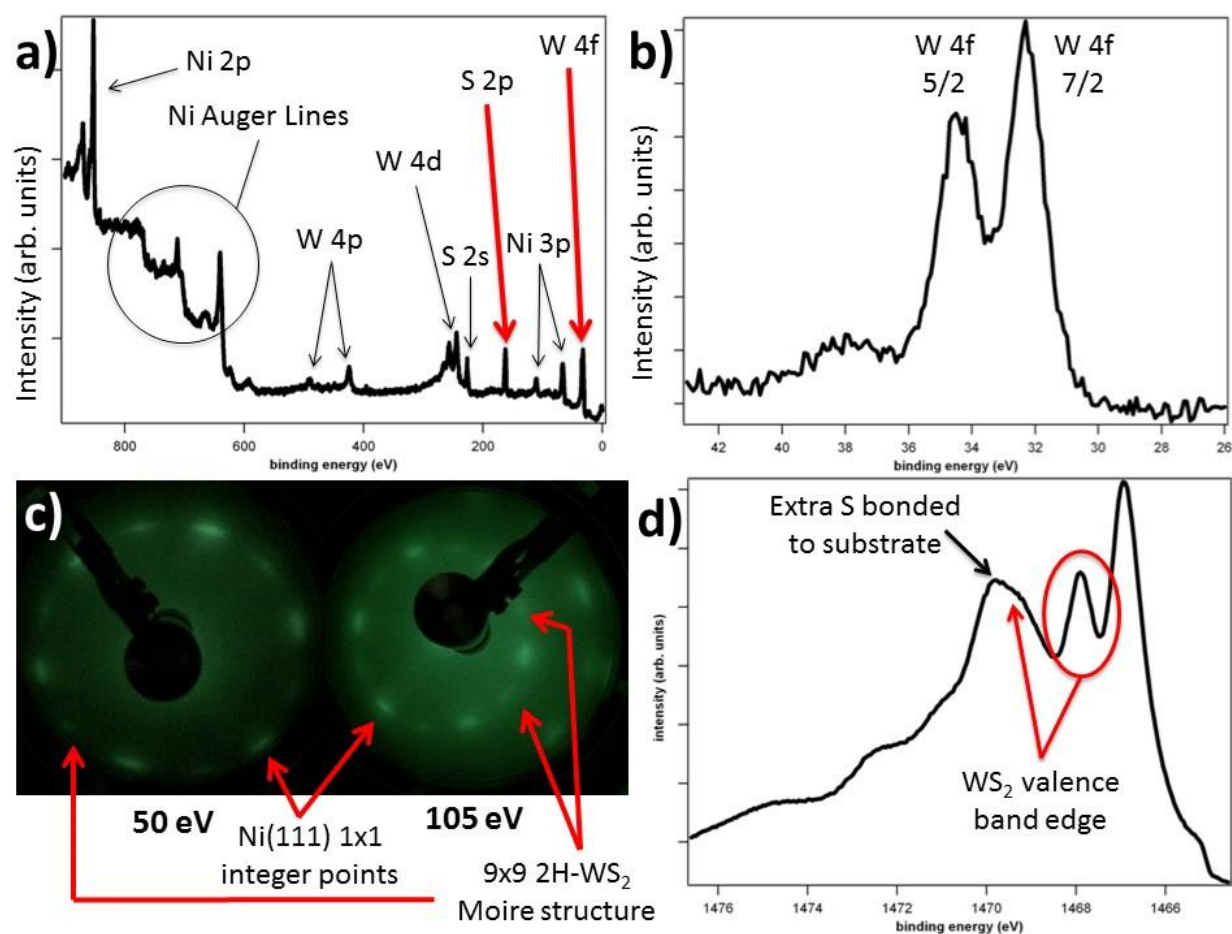 a)
Ni 2p
Ni Auger Lines
W 4p
W 4d
S 2s
S 2p
Ni 3p
W 4f
Intensity (arb. units)
800
600
400
200
0
binding energy (eV)
b)
W 4f
5/2
W 4f
7/2
Intensity (arb. units)
42
40
38
36
34
32
30
28
26
binding energy (eV)
c)
50 eV
105 eV
Ni(111) 1x1
integer points
9x9 2H-WS₂
Moire structure
d)
Extra S bonded
to substrate
WS₂ valence
band edge
intensity (arb. units)
1476
1474
1472
1470
1468
1466
binding energy (eV)